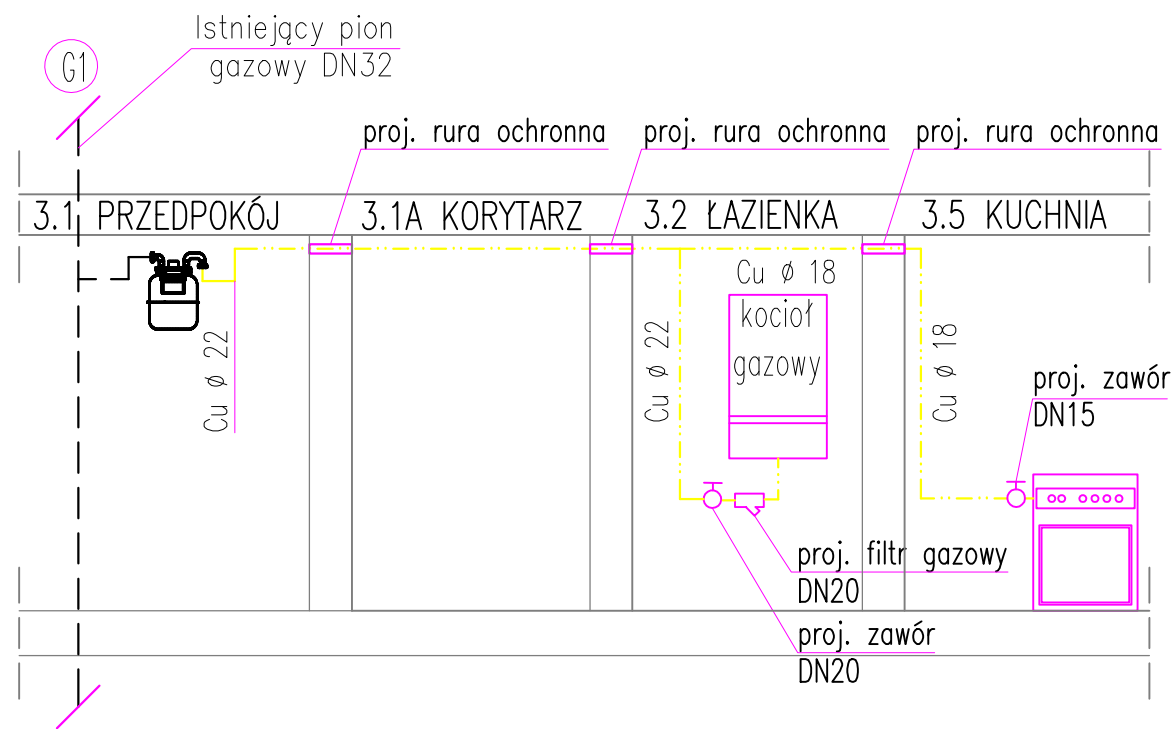 Istniejący pion
gazowy DN32
G1
proj. rura ochronna
proj. rura ochronna
proj. rura ochronna
3.1 PRZEDPOKÓJ
3.1A KORYTARZ
3.2 ŁAZIENKA
3.5 KUCHNIA
Cu ø 22
Cu ø 22
Cu ø 18
kocioł
gazowy
Cu ø 18
proj. zawór
DN15
proj. filtr gazowy
DN20
proj. zawór
DN20